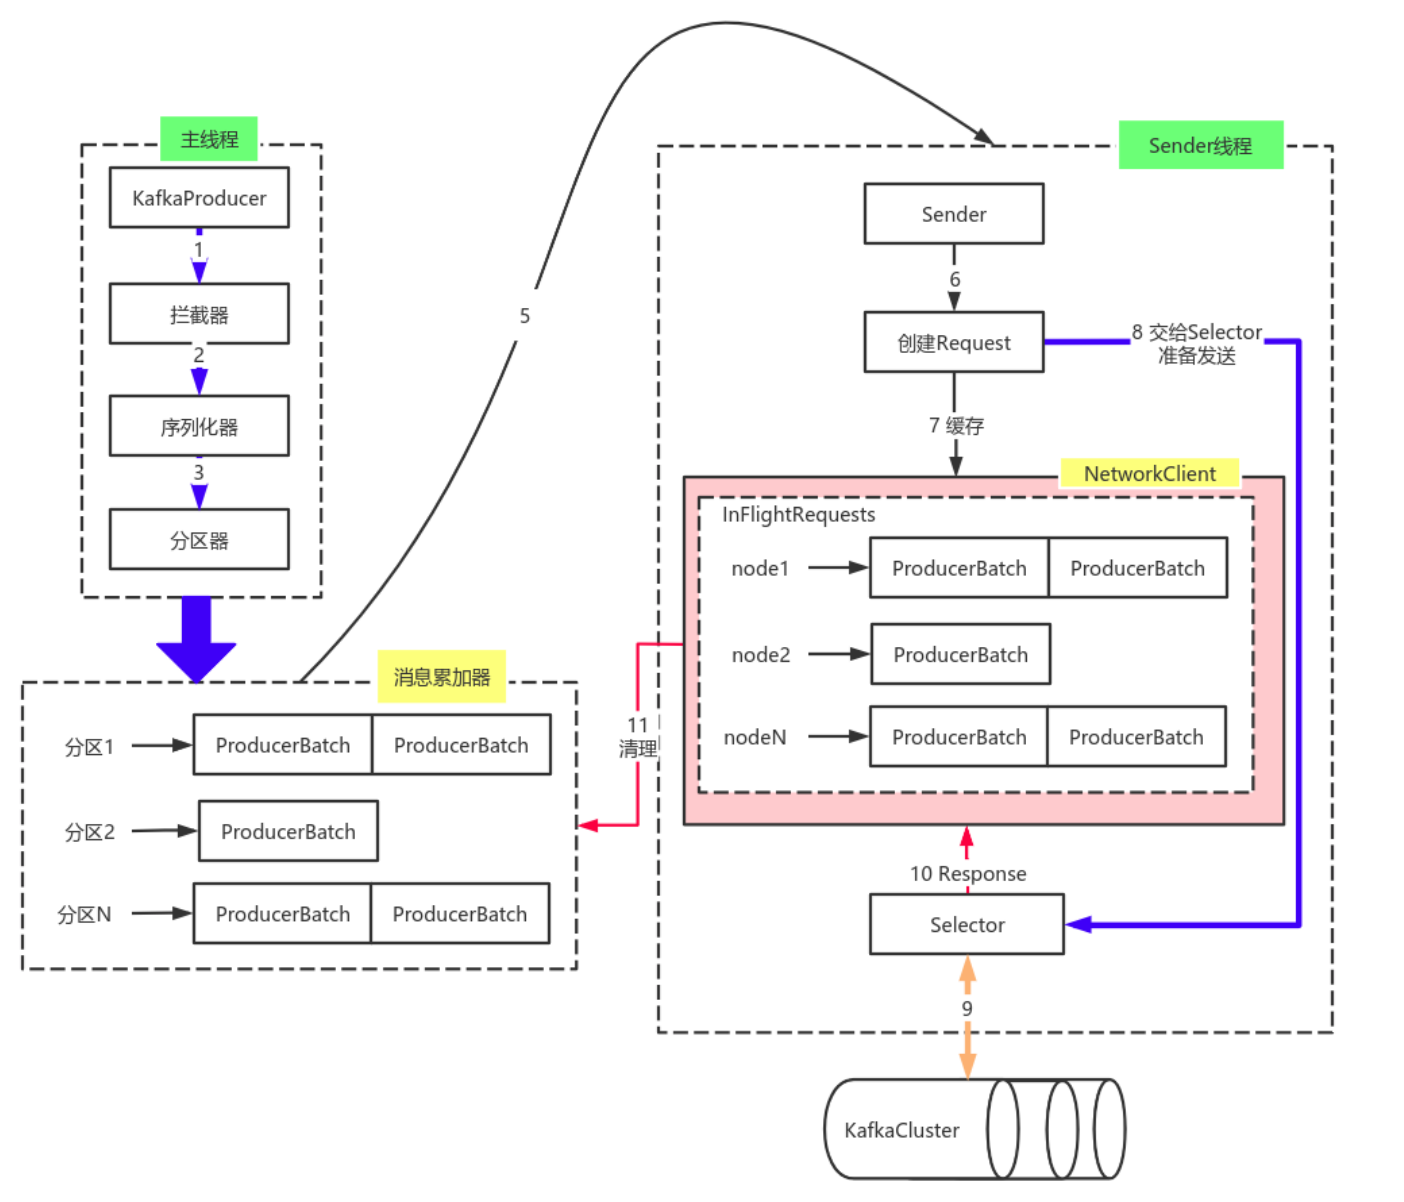 主线程
KafkaProducer
1
拦截器
2
序列化器
3
分区器
5
消息累加器
分区1
ProducerBatch
ProducerBatch
分区2
ProducerBatch
分区N
ProducerBatch
ProducerBatch
Sender线程
Sender
6
创建Request
8 交给Selector
准备发送
7 缓存
NetworkClient
InFlightRequests
node1
ProducerBatch
ProducerBatch
node2
ProducerBatch
nodeN
ProducerBatch
ProducerBatch
11
清理
10 Response
Selector
9
KafkaCluster